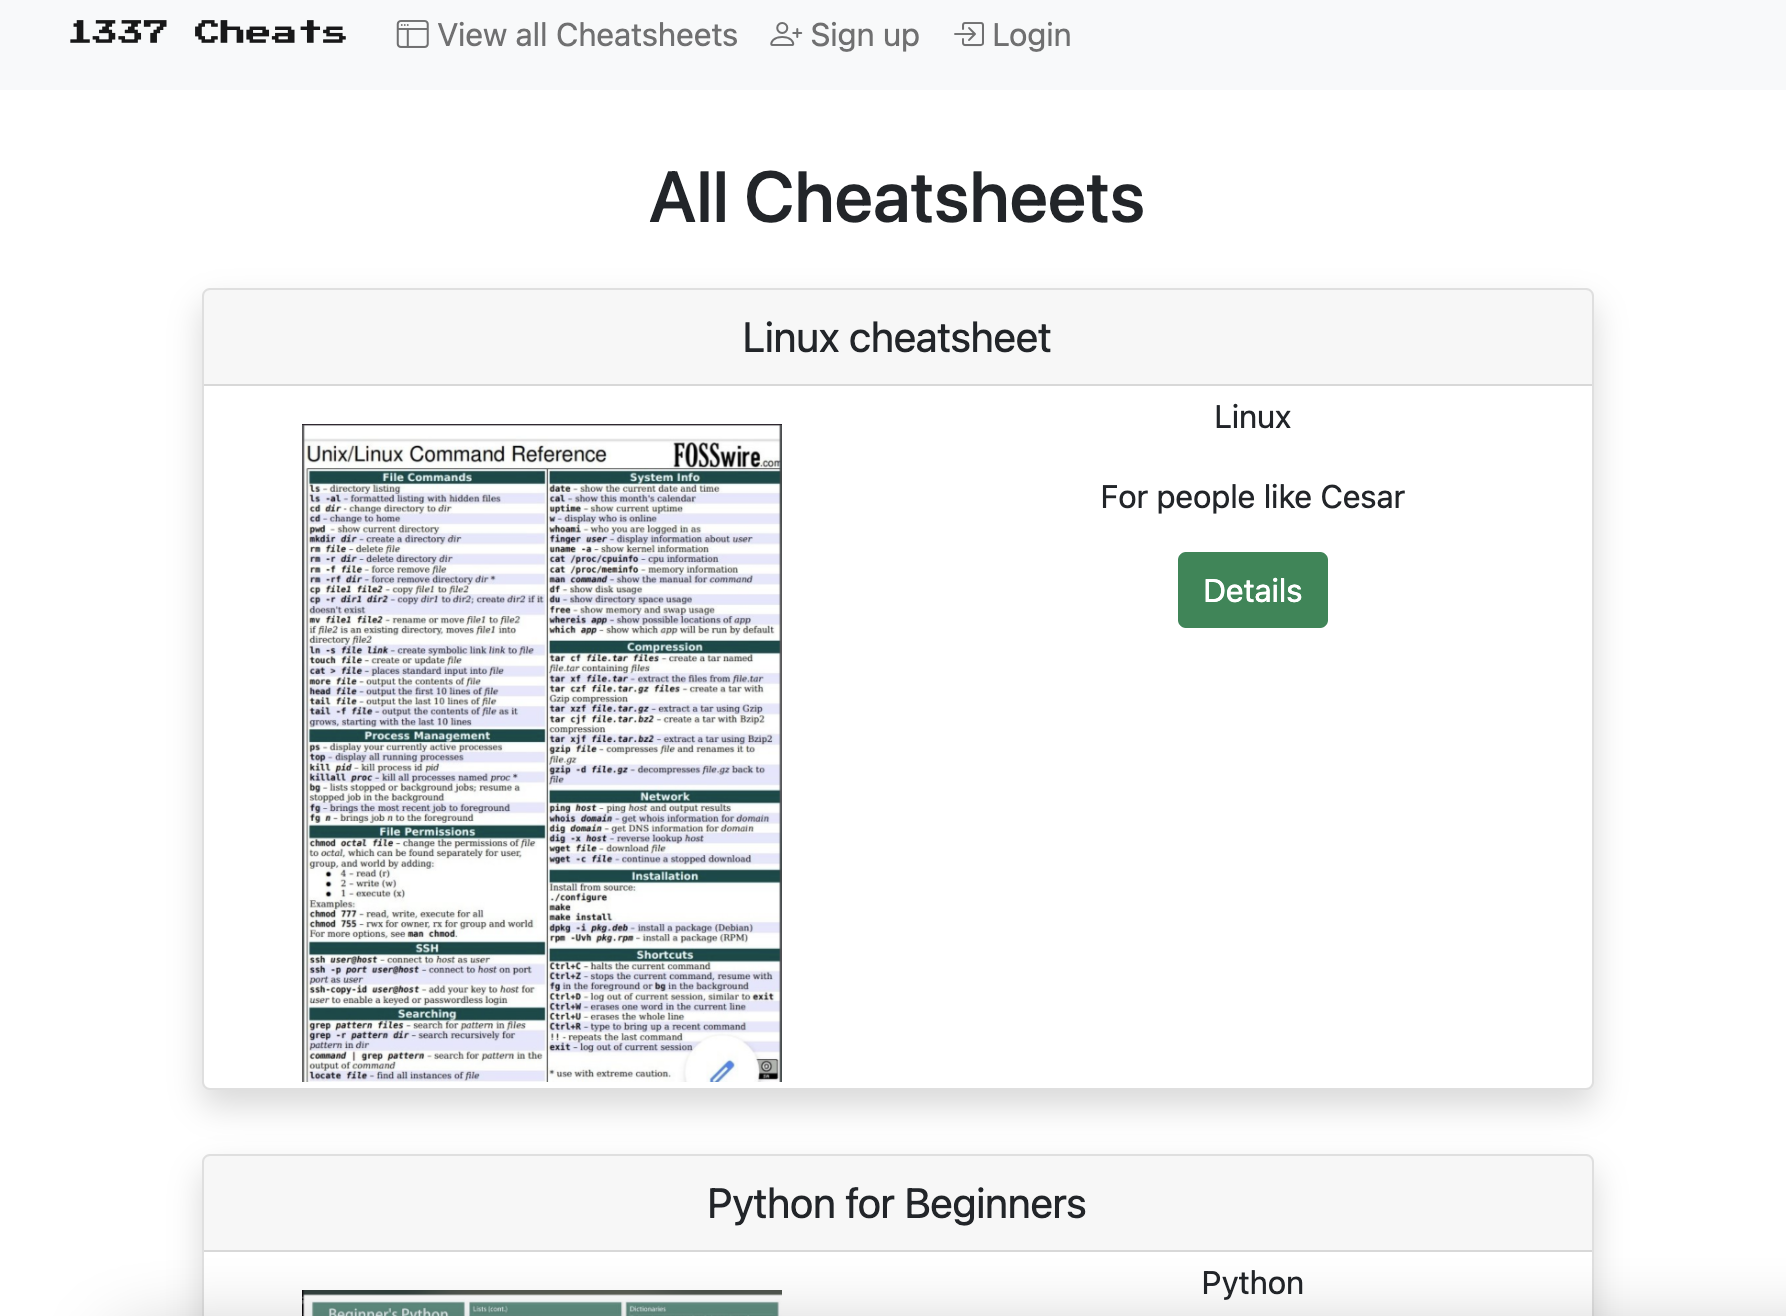 1337 Cheats
View all Cheatsheets
Sign up
Login
All Cheatsheets
Linux cheatsheet
Unix/Linux Command Reference
FOSSwire.com
File Commands
ls – directory listing
ls -al – formatted listing with hidden files
cd dir - change directory to dir
cd – change to home
pwd – show current directory
mkdir dir – create a directory dir
rm file – delete file
rm -r dir – delete directory dir
rm -f file – force remove file
rm -rf dir – force remove directory dir *
cp file1 file2 – copy file1 to file2
cp -r dir1 dir2 – copy dir1 to dir2; create dir2 if it
doesn't exist
mv file1 file2 – rename or move file1 to file2
if file2 is an existing directory, moves file1 into
directory file2
ln -s file link – create symbolic link link to file
touch file – create or update file
cat > file – places standard input into file
more file – output the contents of file
head file – output the first 10 lines of file
tail file – output the last 10 lines of file
tail -f file – output the contents of file as it
grows, starting with the last 10 lines
Process Management
ps – display your currently active processes
top – display all running processes
kill pid – kill process id pid
killall proc – kill all processes named proc *
bg – lists stopped or background jobs; resume a
stopped job in the background
fg – brings the most recent job to foreground
fg n – brings job n to the foreground
File Permissions
chmod octal file – change the permissions of file
to octal, which can be found separately for user,
group, and world by adding:
● 4 – read (r)
● 2 – write (w)
● 1 – execute (x)
Examples:
chmod 777 – read, write, execute for all
chmod 755 – rwx for owner, rx for group and world
For more options, see man chmod.
SSH
ssh user@host – connect to host as user
ssh -p port user@host – connect to host on port
port as user
ssh-copy-id user@host – add your key to host for
user to enable a keyed or passwordless login
Searching
grep pattern files – search for pattern in files
grep -r pattern dir – search recursively for
pattern in dir
command | grep pattern – search for pattern in the
output of command
locate file – find all instances of file
System Info
date – show the current date and time
cal – show this month's calendar
uptime – show current uptime
w – display who is online
whoami – who you are logged in as
finger user – display information about user
uname -a – show kernel information
cat /proc/cpuinfo – cpu information
cat /proc/meminfo – memory information
man command – show the manual for command
df – show disk usage
du – show directory space usage
free – show memory and swap usage
whereis app – show possible locations of app
which app – show which app will be run by default
Compression
tar cf file.tar files – create a tar named
file.tar containing files
tar xf file.tar – extract the files from file.tar
tar czf file.tar.gz files – create a tar with
Gzip compression
tar xzf file.tar.gz – extract a tar using Gzip
tar cjf file.tar.bz2 – create a tar with Bzip2
compression
tar xjf file.tar.bz2 – extract a tar using Bzip2
gzip file – compresses file and renames it to
file.gz
gzip -d file.gz – decompresses file.gz back to
file
Network
ping host – ping host and output results
whois domain – get whois information for domain
dig domain – get DNS information for domain
dig -x host – reverse lookup host
wget file – download file
wget -c file – continue a stopped download
Installation
Install from source:
./configure
make
make install
dpkg -i pkg.deb – install a package (Debian)
rpm -Uvh pkg.rpm – install a package (RPM)
Shortcuts
Ctrl+C – halts the current command
Ctrl+Z – stops the current command, resume with
fg in the foreground or bg in the background
Ctrl+D – log out of current session, similar to exit
Ctrl+W – erases one word in the current line
Ctrl+U – erases the whole line
Ctrl+R – type to bring up a recent command
!! - repeats the last command
exit – log out of current session
* use with extreme caution.
Linux
For people like Cesar
Details
Python for Beginners
Beginner's Python
Lists (cont.)
Dictionaries
Python